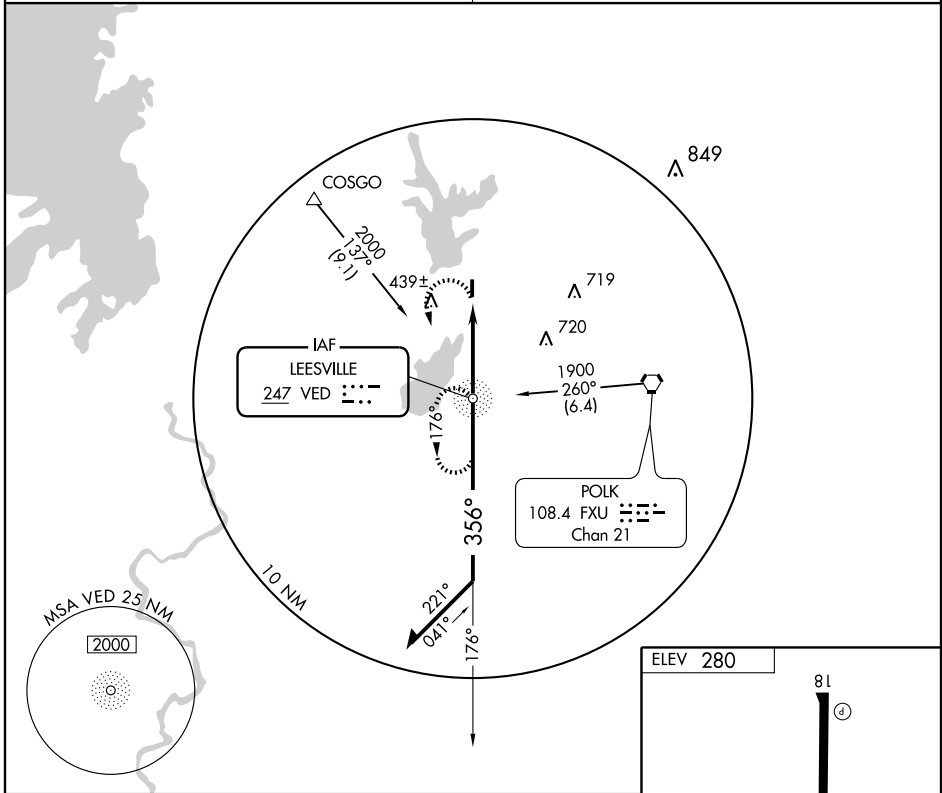 849
COSGO
2000
137°
(9.1)
439±
719
720
IAF
LEESVILLE
247 VED
1900
260°
(6.4)
176°
POLK
108.4 FXU
Chan 21
356°
10 NM
221°
041°
176°
MSA VED 25 NM
2000
ELEV 280
18
P